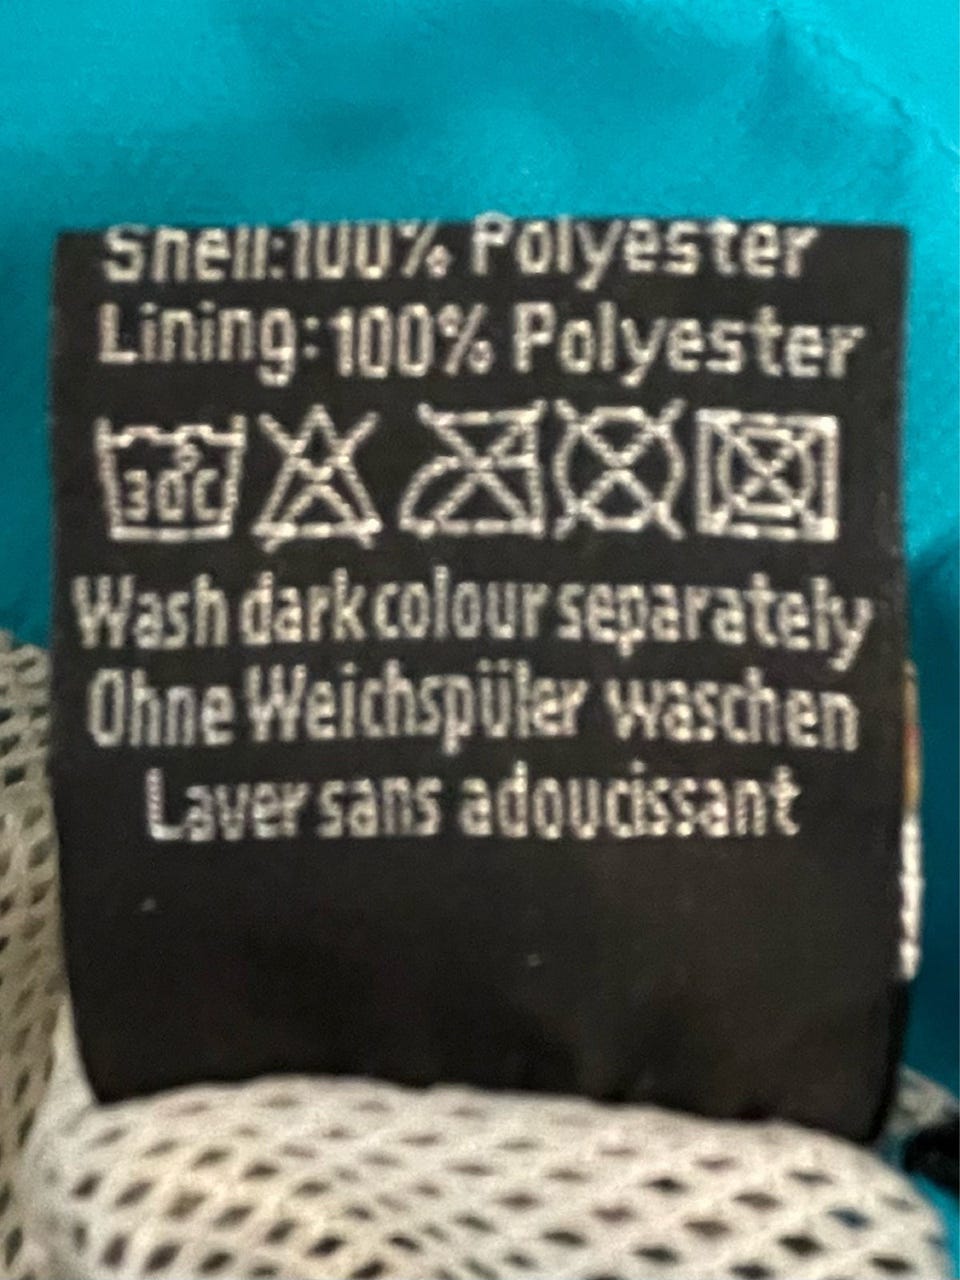 Shell:100% Polyester
Lining:100% Polyester
30°C
Wash dark colour separately
Ohne Weichspüler waschen
Laver sans adoucissant